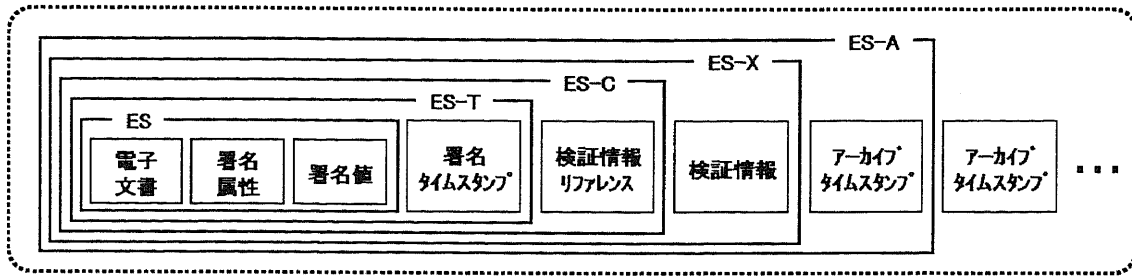 ES-A
ES-X
ES-C
ES-T
ES
電子
文書
署名
属性
署名値
署名
タイムスタンプ
検証情報
リファレンス
検証情報
アーカイブ
タイムスタンプ
アーカイブ
タイムスタンプ
...